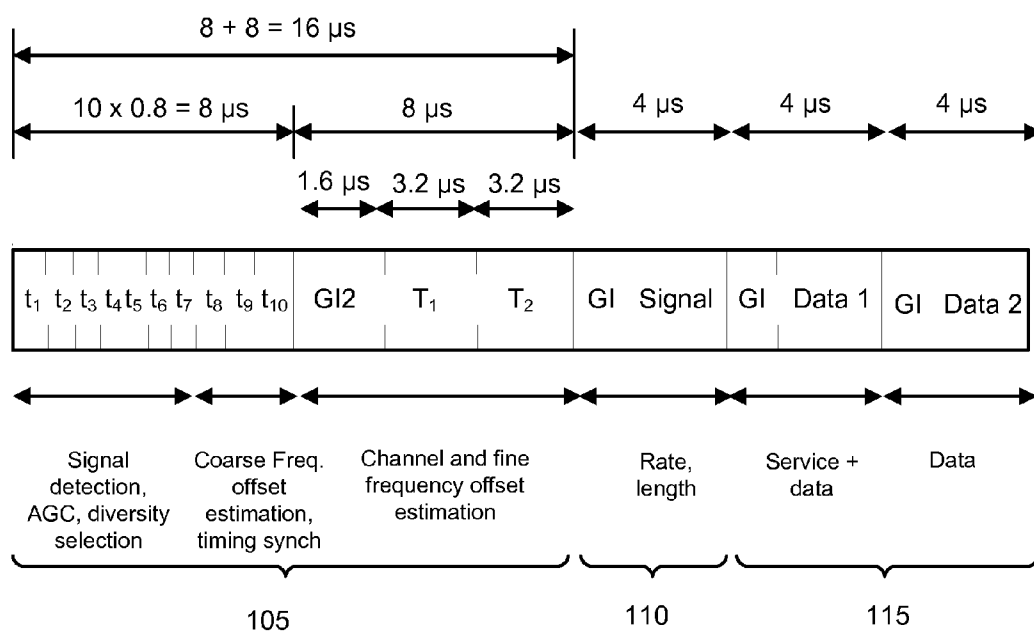 8 + 8 = 16 µs
10 x 0.8 = 8 µs
8 µs
4 µs
4 µs
4 µs
1.6 µs
3.2 µs
3.2 µs
t₁ t₂ t₃ t₄ t₅ t₆ t₇ t₈ t₉ t₁₀ GI2 T₁ T₂ GI Signal GI Data 1 GI Data 2
Signal
detection,
AGC, diversity
selection
Coarse Freq.
offset
estimation,
timing synch
Channel and fine
frequency offset
estimation
Rate,
length
Service +
data
Data
105
110
115